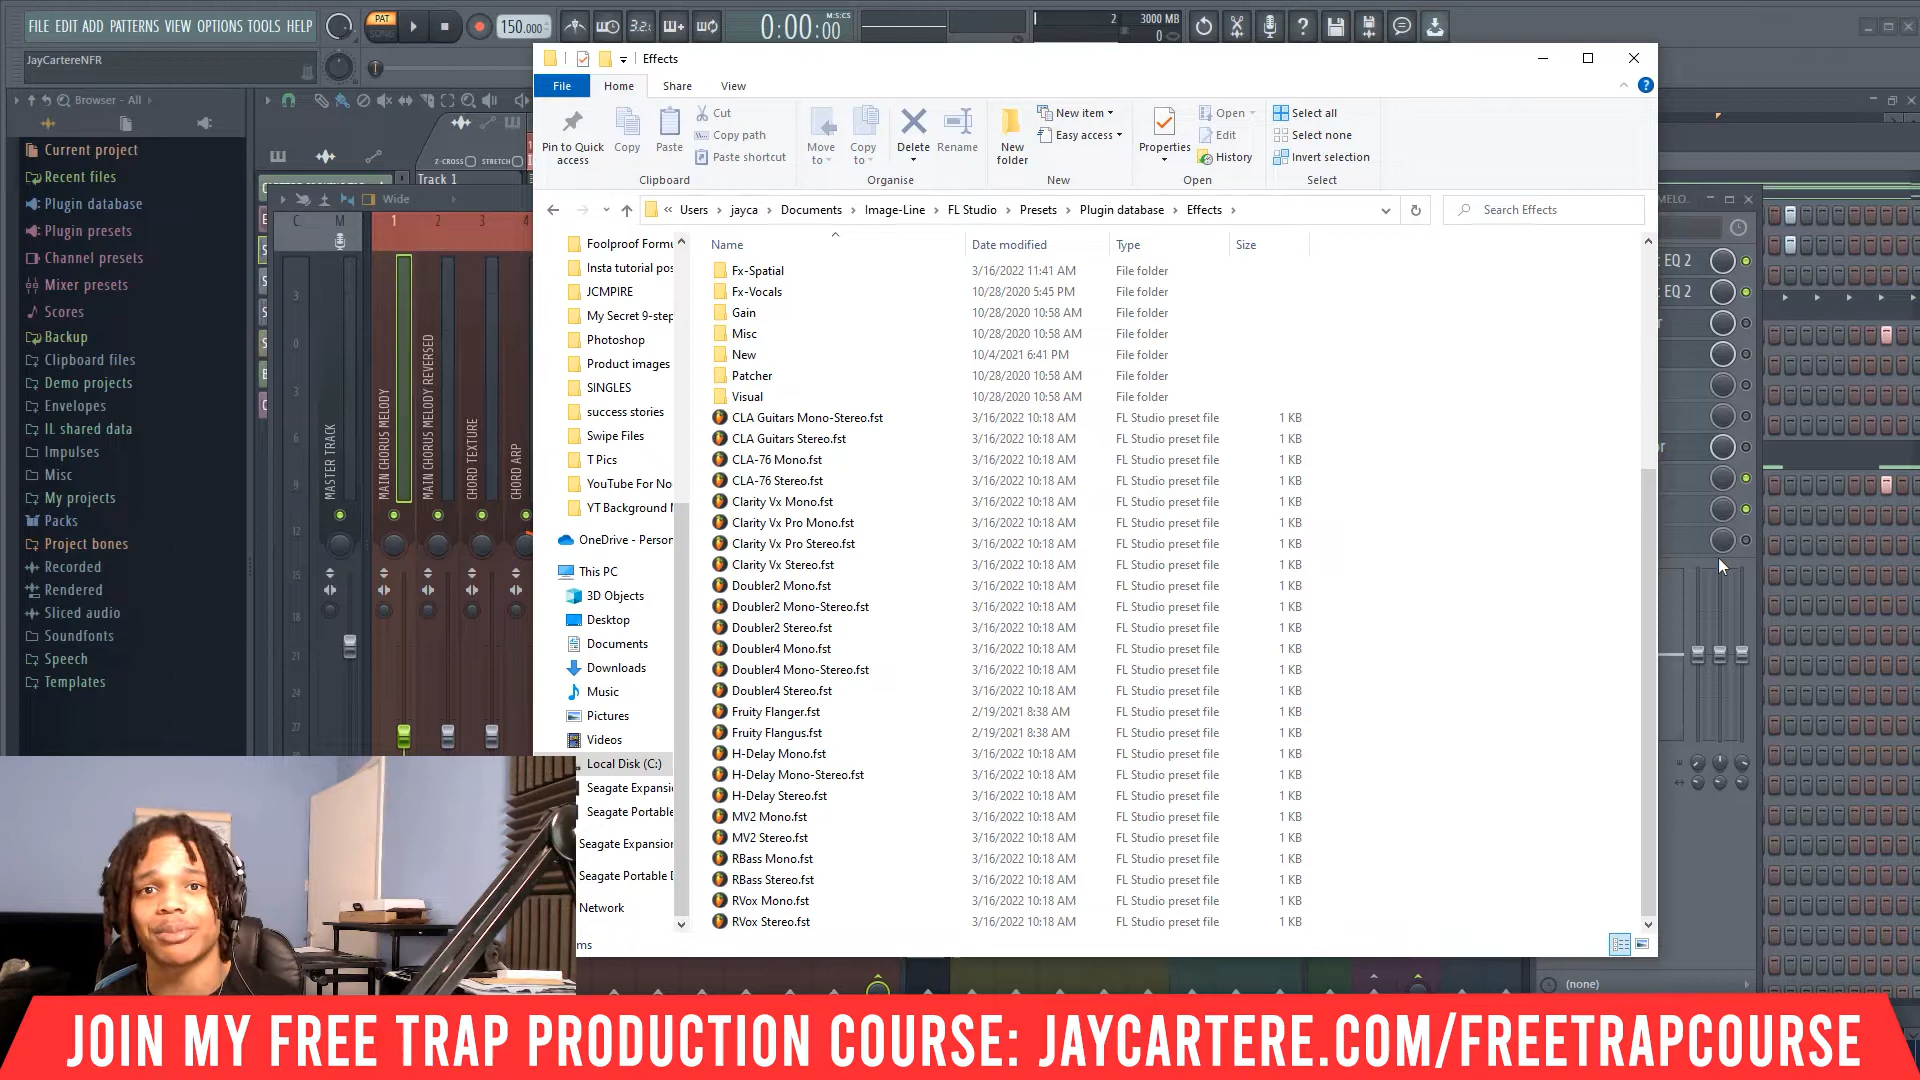 FILE EDIT ADD PATTERNS VIEW OPTIONS TOOLS HELP
PAT
SONG
150.000
3.2
0:00:00
M:S:CS
2
3000 MB
0
JayCartereNFR
Browser - All
Current project
Recent files
Plugin database
Plugin presets
Channel presets
Mixer presets
Scores
Backup
Clipboard files
Demo projects
Envelopes
IL shared data
Impulses
Misc
My projects
Packs
Project bones
Recorded
Rendered
Sliced audio
Soundfonts
Speech
Templates
Z-CROSS
STRETCH
Track 1
Wide
C
M
1
2
3
4
MASTER TRACK
MAIN CHORUS MELODY
MAIN CHORUS MELODY REVERSED
CHORD TEXTURE
CHORD ARP
3
0
3
6
9
12
15
18
21
24
27
Effects
File
Home
Share
View
Pin to Quick access
Copy
Paste
Cut
Copy path
Paste shortcut
Clipboard
Move to
Copy to
Delete
Rename
Organise
New folder
New item
Easy access
New
Properties
Open
Edit
History
Open
Select all
Select none
Invert selection
Select
« Users > jayca > Documents > Image-Line > FL Studio > Presets > Plugin database > Effects >
Search Effects
Foolproof Formu
Insta tutorial pos
JCMPIRE
My Secret 9-step
Photoshop
Product images
SINGLES
success stories
Swipe Files
T Pics
YouTube For No
YT Background
OneDrive - Person
This PC
3D Objects
Desktop
Documents
Downloads
Music
Pictures
Videos
Local Disk (C:)
Seagate Expansi
Seagate Portable
Seagate Expansion
Seagate Portable D
Network
ms
Name Date modified Type Size
Fx-Spatial 3/16/2022 11:41 AM File folder
Fx-Vocals 10/28/2020 5:45 PM File folder
Gain 10/28/2020 10:58 AM File folder
Misc 10/28/2020 10:58 AM File folder
New 10/4/2021 6:41 PM File folder
Patcher 10/28/2020 10:58 AM File folder
Visual 10/28/2020 10:58 AM File folder
CLA Guitars Mono-Stereo.fst 3/16/2022 10:18 AM FL Studio preset file 1 KB
CLA Guitars Stereo.fst 3/16/2022 10:18 AM FL Studio preset file 1 KB
CLA-76 Mono.fst 3/16/2022 10:18 AM FL Studio preset file 1 KB
CLA-76 Stereo.fst 3/16/2022 10:18 AM FL Studio preset file 1 KB
Clarity Vx Mono.fst 3/16/2022 10:18 AM FL Studio preset file 1 KB
Clarity Vx Pro Mono.fst 3/16/2022 10:18 AM FL Studio preset file 1 KB
Clarity Vx Pro Stereo.fst 3/16/2022 10:18 AM FL Studio preset file 1 KB
Clarity Vx Stereo.fst 3/16/2022 10:18 AM FL Studio preset file 1 KB
Doubler2 Mono.fst 3/16/2022 10:18 AM FL Studio preset file 1 KB
Doubler2 Mono-Stereo.fst 3/16/2022 10:18 AM FL Studio preset file 1 KB
Doubler2 Stereo.fst 3/16/2022 10:18 AM FL Studio preset file 1 KB
Doubler4 Mono.fst 3/16/2022 10:18 AM FL Studio preset file 1 KB
Doubler4 Mono-Stereo.fst 3/16/2022 10:18 AM FL Studio preset file 1 KB
Doubler4 Stereo.fst 3/16/2022 10:18 AM FL Studio preset file 1 KB
Fruity Flanger.fst 2/19/2021 8:38 AM FL Studio preset file 1 KB
Fruity Flangus.fst 2/19/2021 8:38 AM FL Studio preset file 1 KB
H-Delay Mono.fst 3/16/2022 10:18 AM FL Studio preset file 1 KB
H-Delay Mono-Stereo.fst 3/16/2022 10:18 AM FL Studio preset file 1 KB
H-Delay Stereo.fst 3/16/2022 10:18 AM FL Studio preset file 1 KB
MV2 Mono.fst 3/16/2022 10:18 AM FL Studio preset file 1 KB
MV2 Stereo.fst 3/16/2022 10:18 AM FL Studio preset file 1 KB
RBass Mono.fst 3/16/2022 10:18 AM FL Studio preset file 1 KB
RBass Stereo.fst 3/16/2022 10:18 AM FL Studio preset file 1 KB
RVox Mono.fst 3/16/2022 10:18 AM FL Studio preset file 1 KB
RVox Stereo.fst 3/16/2022 10:18 AM FL Studio preset file 1 KB
MELO..
EQ 2
EQ 2
(none)
JOIN MY FREE TRAP PRODUCTION COURSE: JAYCARTERE.COM/FREETRAPCOURSE